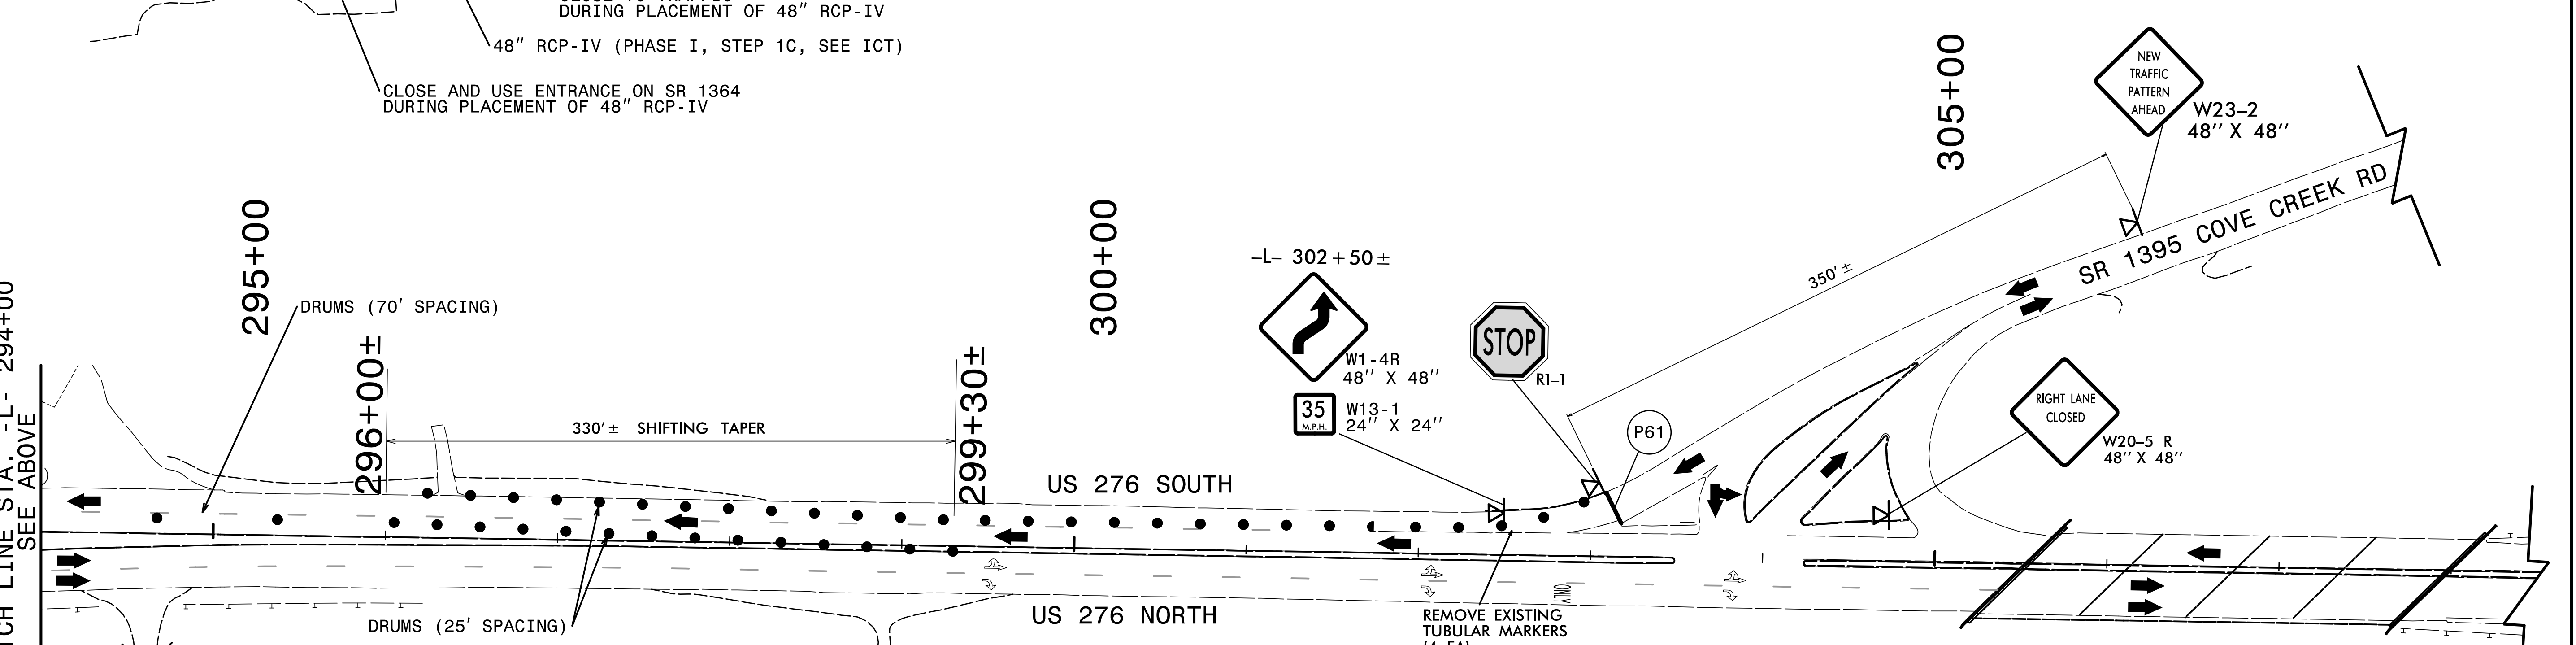 DURING PLACEMENT OF 48" RCP-IV
48" RCP-IV (PHASE I, STEP 1C, SEE ICT)
CLOSE AND USE ENTRANCE ON SR 1364
DURING PLACEMENT OF 48" RCP-IV
305+00
NEW
TRAFFIC
PATTERN
AHEAD
W23-2
48" X 48"
295+00
300+00
SR 1395 COVE CREEK RD
350'±
-L- 302+50±
DRUMS (70' SPACING)
STOP
R1-1
W1-4R
48" X 48"
35
M.P.H.
W13-1
24" X 24"
P61
RIGHT LANE
CLOSED
W20-5 R
48" X 48"
296+00±
330'± SHIFTING TAPER
299+30±
US 276 SOUTH
STA. -L- 294+00
SEE ABOVE
ONLY
US 276 NORTH
DRUMS (25' SPACING)
REMOVE EXISTING
TUBULAR MARKERS